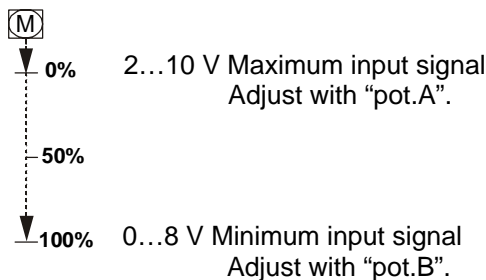 M
0% 2…10 V Maximum input signal
Adjust with “pot.A”.
50%
100% 0…8 V Minimum input signal
Adjust with “pot.B”.